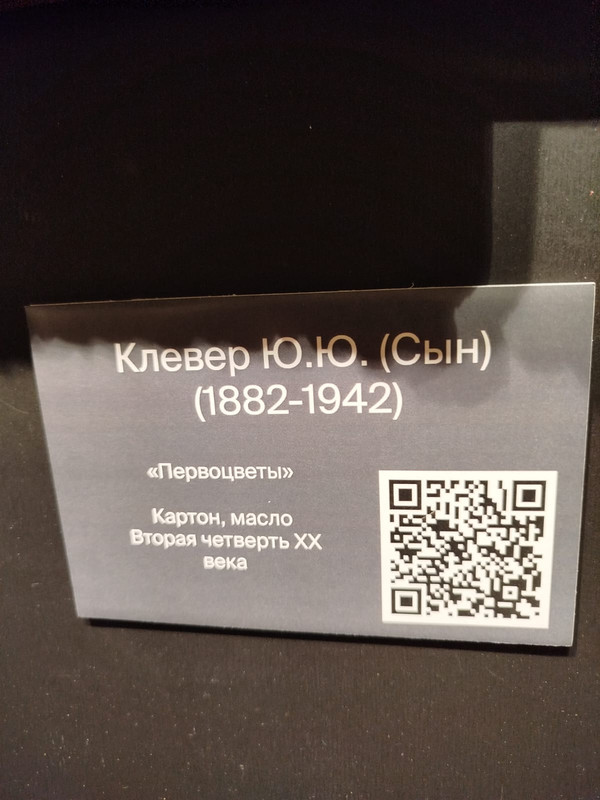 Клевер Ю.Ю. (Сын)
(1882-1942)
«Первоцветы»
Картон, масло
Вторая четверть XX
века